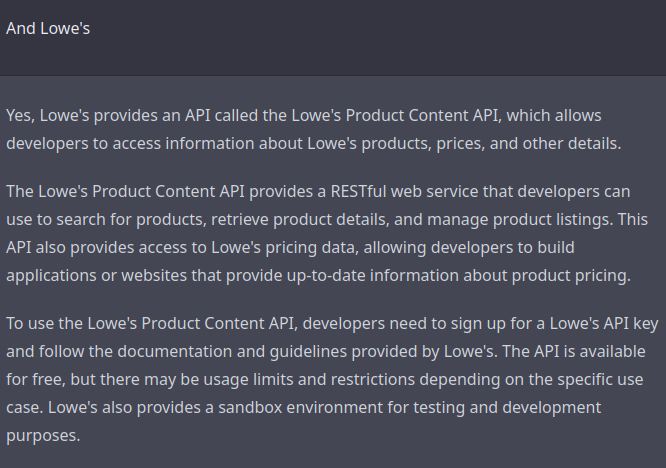 And Lowe's
Yes, Lowe's provides an API called the Lowe's Product Content API, which allows
developers to access information about Lowe's products, prices, and other details.
The Lowe's Product Content API provides a RESTful web service that developers can
use to search for products, retrieve product details, and manage product listings. This
API also provides access to Lowe's pricing data, allowing developers to build
applications or websites that provide up-to-date information about product pricing.
To use the Lowe's Product Content API, developers need to sign up for a Lowe's API key
and follow the documentation and guidelines provided by Lowe's. The API is available
for free, but there may be usage limits and restrictions depending on the specific use
case. Lowe's also provides a sandbox environment for testing and development
purposes.